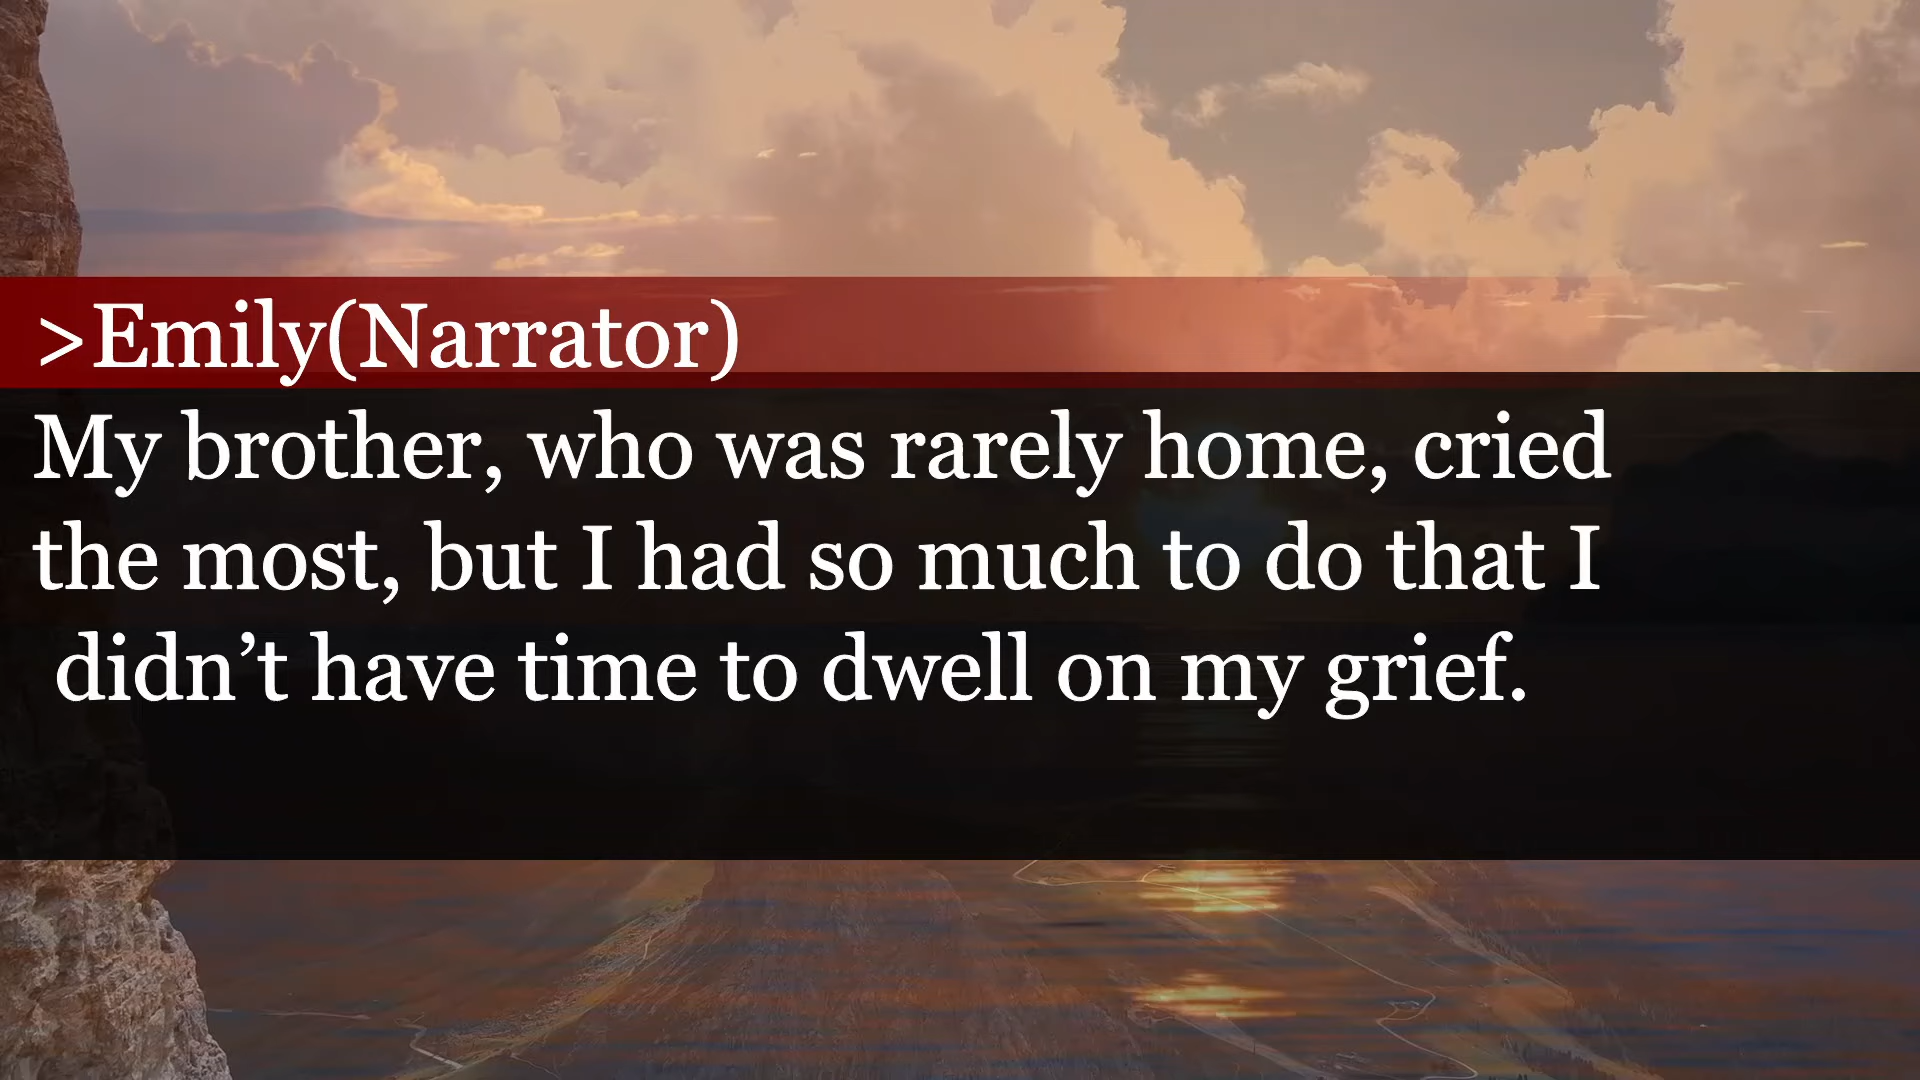 >Emily(Narrator)
My brother, who was rarely home, cried
the most, but I had so much to do that I
didn’t have time to dwell on my grief.